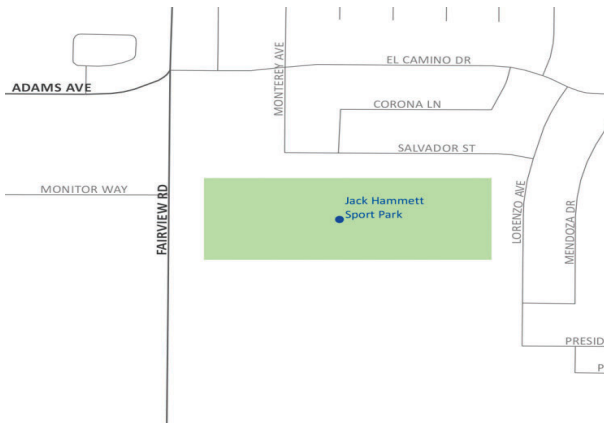 EL CAMINO DR
ADAMS AVE
MONTEREY AVE
CORONA LN
SALVADOR ST
MONITOR WAY
FAIRVIEW RD
Jack Hammett
Sport Park
LORENZO AVE
MENDOZA DR
PRESID
P